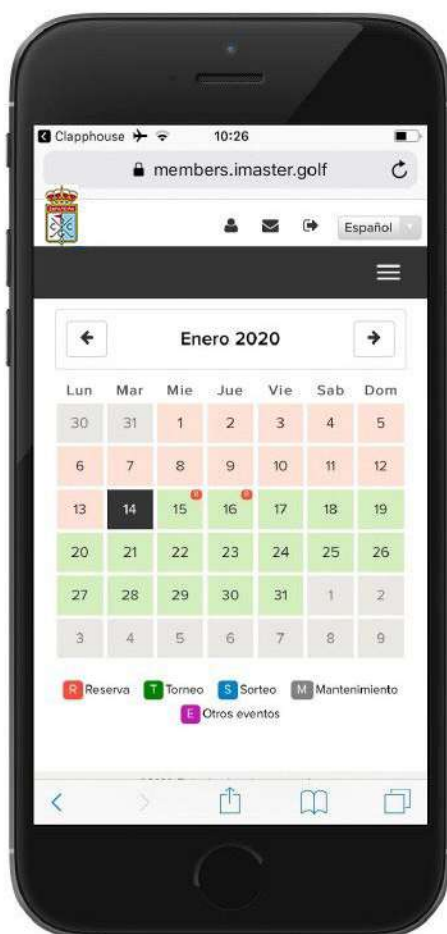 Clapphouse 10:26
members.imaster.golf
Español
Enero 2020
Lun Mar Mie Jue Vie Sab Dom
30 31 1 2 3 4 5
6 7 8 9 10 11 12
13 14 15 R 16 R 17 18 19
20 21 22 23 24 25 26
27 28 29 30 31 1 2
3 4 5 6 7 8 9
R Reserva T Torneo S Sorteo M Mantenimiento
E Otros eventos